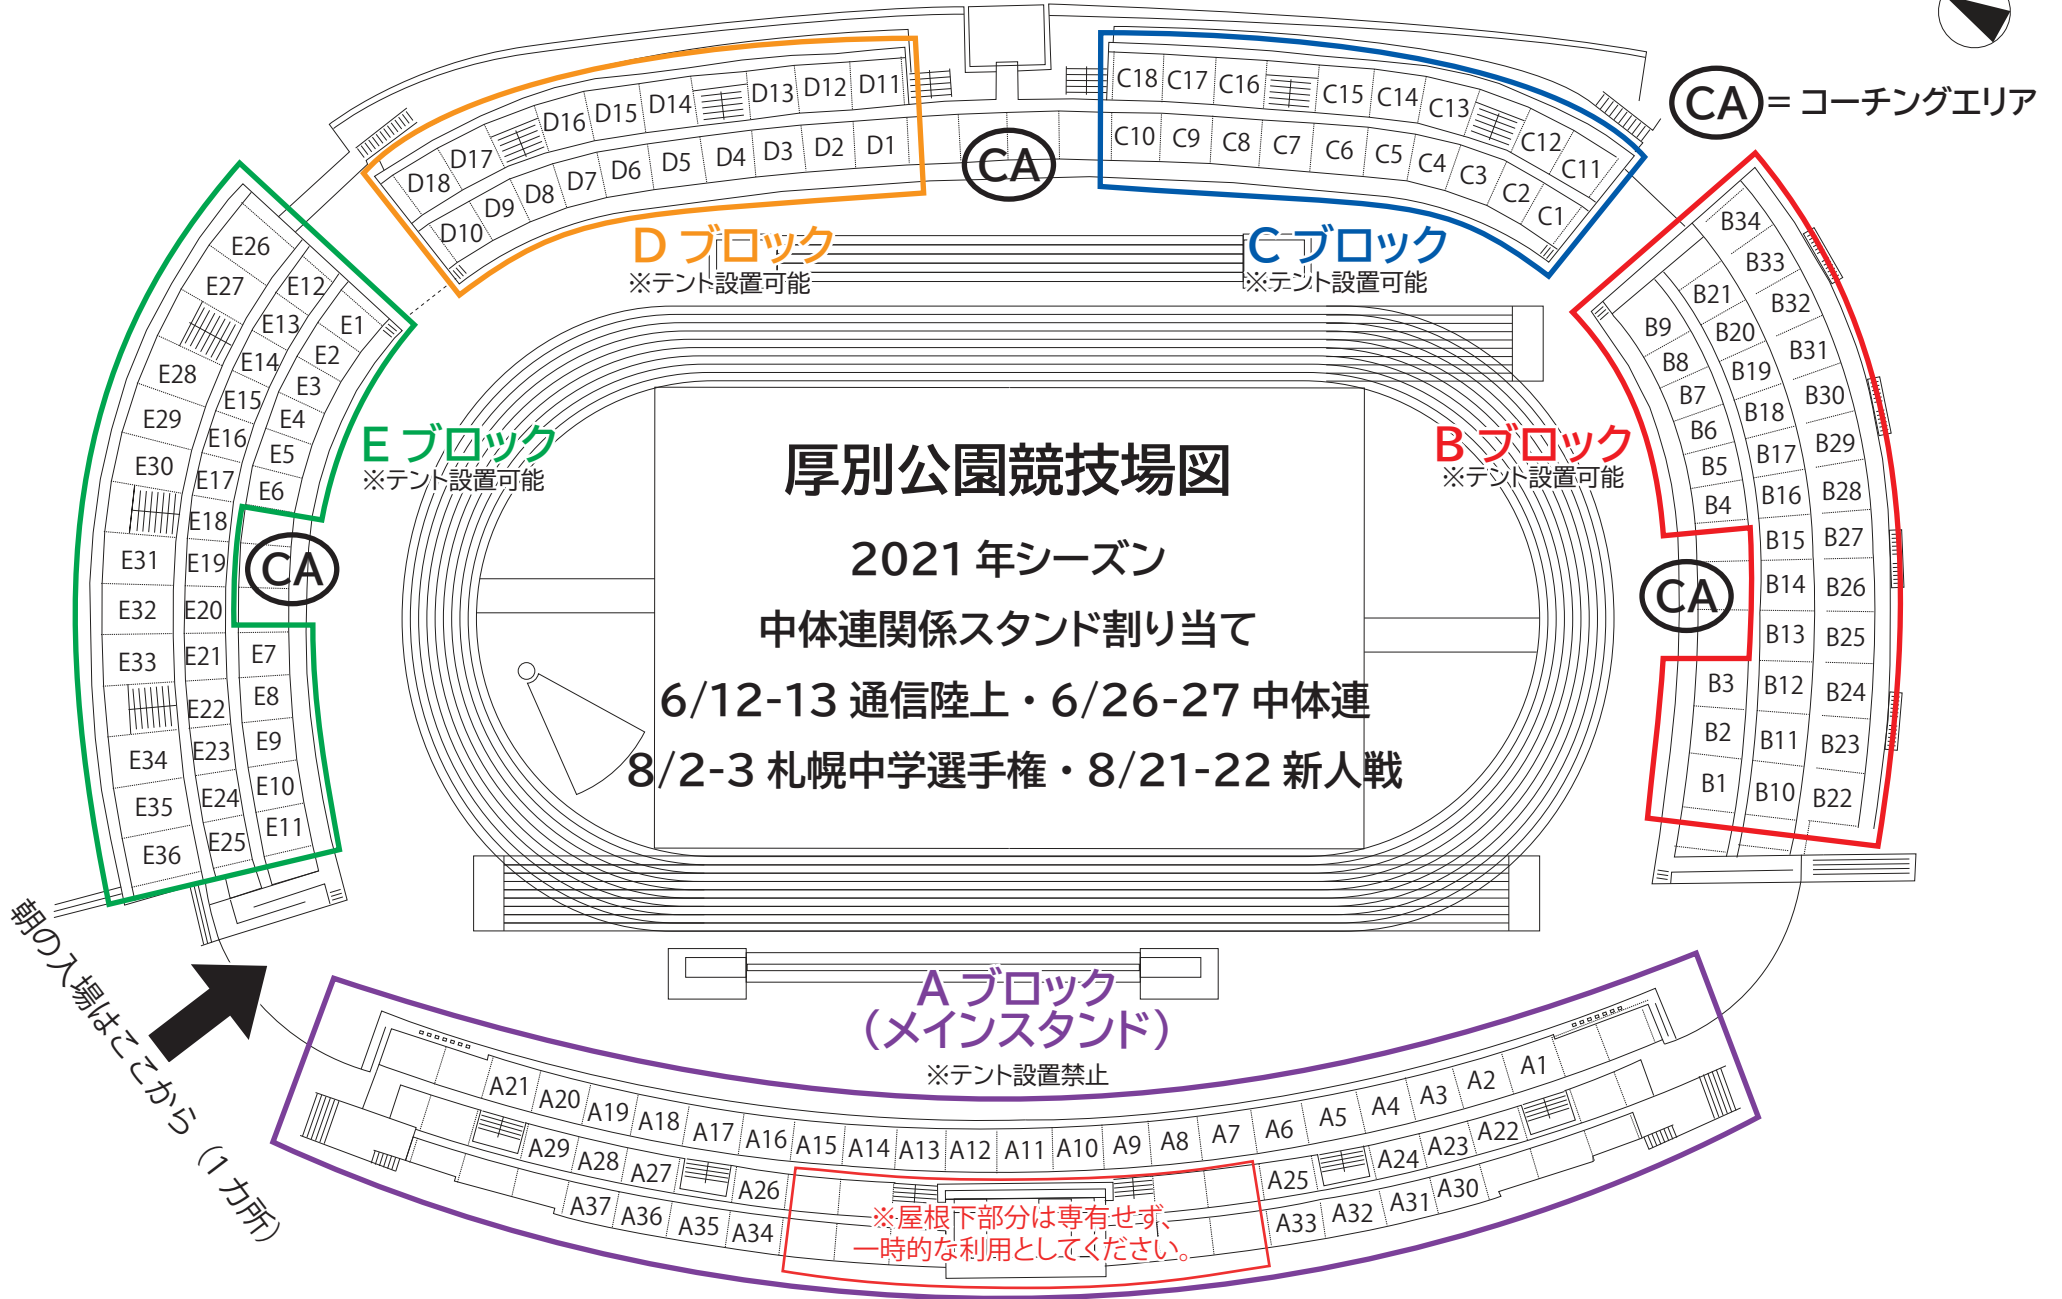 CA = コーチングエリア
D11 D12 D13 D14 D15 D16 D17 D18
D1 D2 D3 D4 D5 D6 D7 D8 D9 D10
CA
C18 C17 C16 C15 C14 C13 C12 C11
C10 C9 C8 C7 C6 C5 C4 C3 C2 C1
D ブロック
※テント設置可能
C ブロック
※テント設置可能
E26 E27 E28 E29 E30 E31 E32 E33 E34 E35 E36
E12 E13 E14 E15 E16 E17 E18 E19 E20 E21 E22 E23 E24 E25
E1 E2 E3 E4 E5 E6
CA
E7 E8 E9 E10 E11
E ブロック
※テント設置可能
B ブロック
※テント設置可能
B9 B8 B7 B6 B5 B4
CA
B3 B2 B1
B21 B20 B19 B18 B17 B16 B15 B14 B13 B12 B11 B10
B34 B33 B32 B31 B30 B29 B28 B27 B26 B25 B24 B23 B22
厚別公園競技場図
2021 年シーズン
中体連関係スタンド割り当て
6/12-13 通信陸上・6/26-27 中体連
8/2-3 札幌中学選手権・8/21-22 新人戦
朝の入場はここから（1 カ所）
A ブロック
（メインスタンド）
※テント設置禁止
A21 A20 A19 A18 A17 A16 A15 A14 A13 A12 A11 A10 A9 A8 A7 A6 A5 A4 A3 A2 A1
A29 A28 A27 A26 A25 A24 A23 A22
A37 A36 A35 A34 A33 A32 A31 A30
※屋根下部分は専有せず、
一時的な利用としてください。